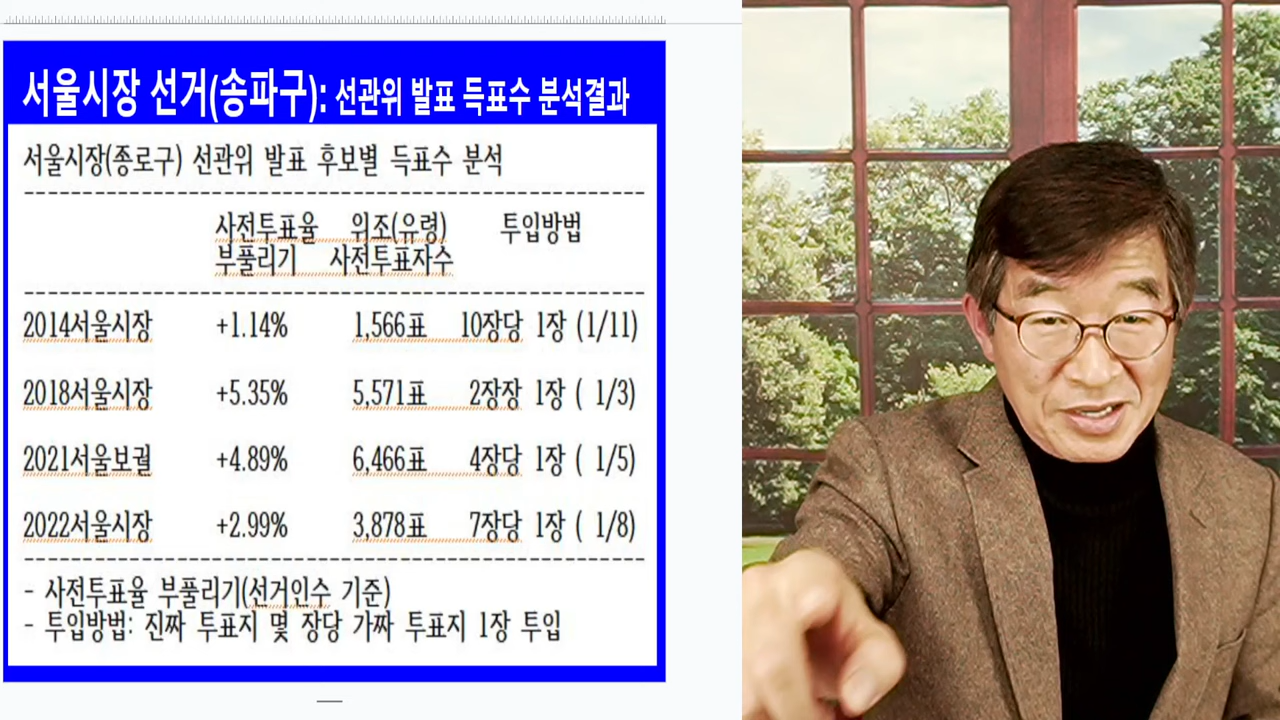 서울시장 선거(송파구): 선관위 발표 득표수 분석결과
서울시장(종로구) 선관위 발표 후보별 득표수 분석
사전투표율 위조(유령) 투입방법
부풀리기 사전투표자수
2014서울시장 +1.14% 1,566표 10장당 1장 (1/11)
2018서울시장 +5.35% 5,571표 2장장 1장 ( 1/3)
2021서울보궐 +4.89% 6,466표 4장당 1장 ( 1/5)
2022서울시장 +2.99% 3,878표 7장당 1장 ( 1/8)
- 사전투표율 부풀리기(선거인수 기준)
- 투입방법: 진짜 투표지 몇 장당 가짜 투표지 1장 투입